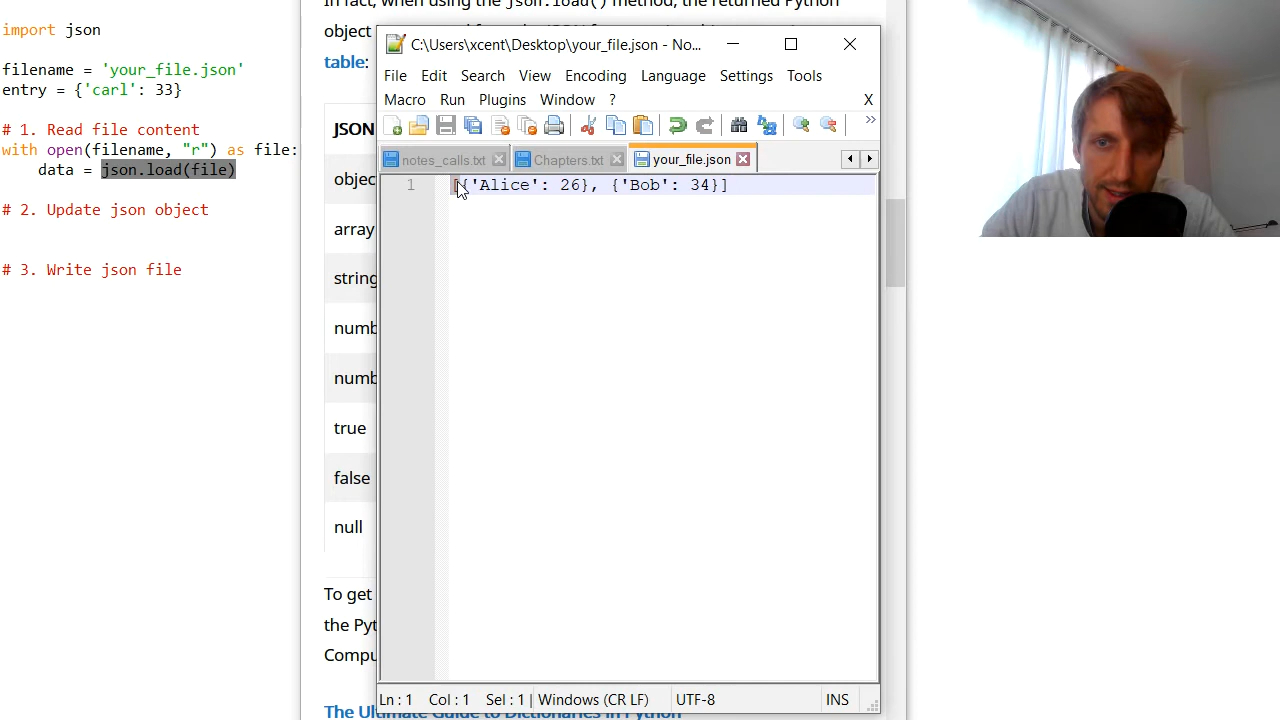 import json
filename = 'your_file.json'
entry = {'carl': 33}
# 1. Read file content
with open(filename, "r") as file:
data = json.load(file)
# 2. Update json object
# 3. Write json file
In fact, when using the json.load() method, the returned Python
object
table:
JSON
objec
array
string
numb
numb
true
false
null
To get
the Pyt
Compu
The Ultimate Guide to Dictionaries in Python
C:\Users\xcent\Desktop\your_file.json - No...
File Edit Search View Encoding Language Settings Tools
Macro Run Plugins Window ? X
notes_calls.txt Chapters.txt your_file.json
1 [{'Alice': 26}, {'Bob': 34}]
Ln : 1 Col : 1 Sel : 1 | Windows (CR LF) UTF-8 INS